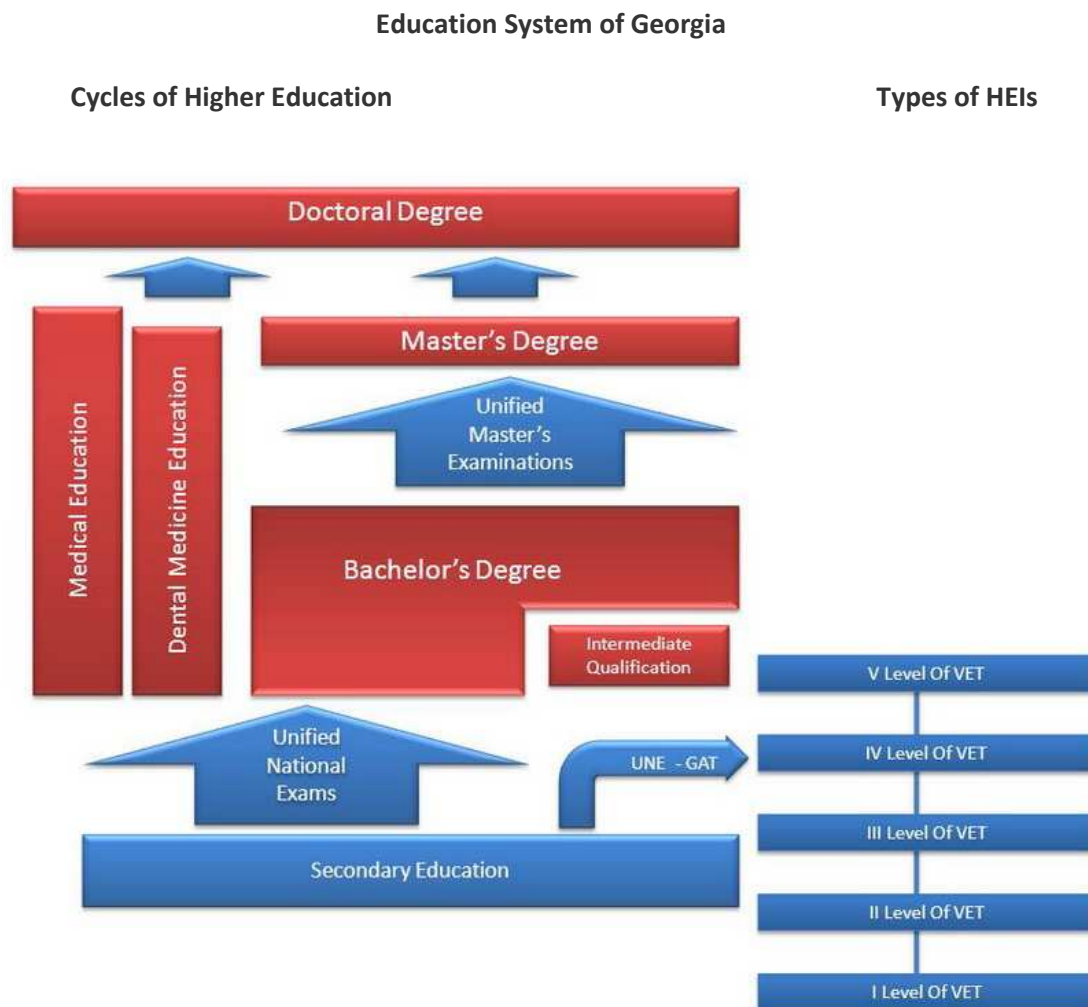 Education System of Georgia
Cycles of Higher Education
Types of HEIs
Doctoral Degree
Master's Degree
Unified
Master's
Examinations
Medical Education
Dental Medicine Education
Bachelor's Degree
Intermediate
Qualification
V Level Of VET
Unified
National
Exams
UNE - GAT
IV Level Of VET
III Level Of VET
Secondary Education
II Level Of VET
I Level Of VET